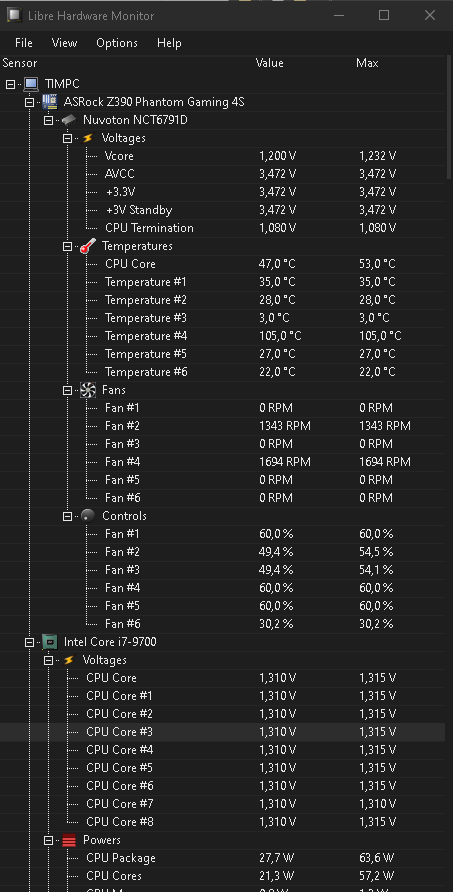 Libre Hardware Monitor
File View Options Help
Sensor Value Max
TIMPC
ASRock Z390 Phantom Gaming 4S
Nuvoton NCT6791D
Voltages
Vcore 1,200 V 1,232 V
AVCC 3,472 V 3,472 V
+3.3V 3,472 V 3,472 V
+3V Standby 3,472 V 3,472 V
CPU Termination 1,080 V 1,080 V
Temperatures
CPU Core 47,0 °C 53,0 °C
Temperature #1 35,0 °C 35,0 °C
Temperature #2 28,0 °C 28,0 °C
Temperature #3 3,0 °C 3,0 °C
Temperature #4 105,0 °C 105,0 °C
Temperature #5 27,0 °C 27,0 °C
Temperature #6 22,0 °C 22,0 °C
Fans
Fan #1 0 RPM 0 RPM
Fan #2 1343 RPM 1343 RPM
Fan #3 0 RPM 0 RPM
Fan #4 1694 RPM 1694 RPM
Fan #5 0 RPM 0 RPM
Fan #6 0 RPM 0 RPM
Controls
Fan #1 60,0 % 60,0 %
Fan #2 49,4 % 54,5 %
Fan #3 49,4 % 54,1 %
Fan #4 60,0 % 60,0 %
Fan #5 60,0 % 60,0 %
Fan #6 30,2 % 30,2 %
Intel Core i7-9700
Voltages
CPU Core 1,310 V 1,315 V
CPU Core #1 1,310 V 1,315 V
CPU Core #2 1,310 V 1,315 V
CPU Core #3 1,310 V 1,315 V
CPU Core #4 1,310 V 1,315 V
CPU Core #5 1,310 V 1,315 V
CPU Core #6 1,310 V 1,315 V
CPU Core #7 1,310 V 1,310 V
CPU Core #8 1,310 V 1,315 V
Powers
CPU Package 27,7 W 63,6 W
CPU Cores 21,3 W 57,2 W